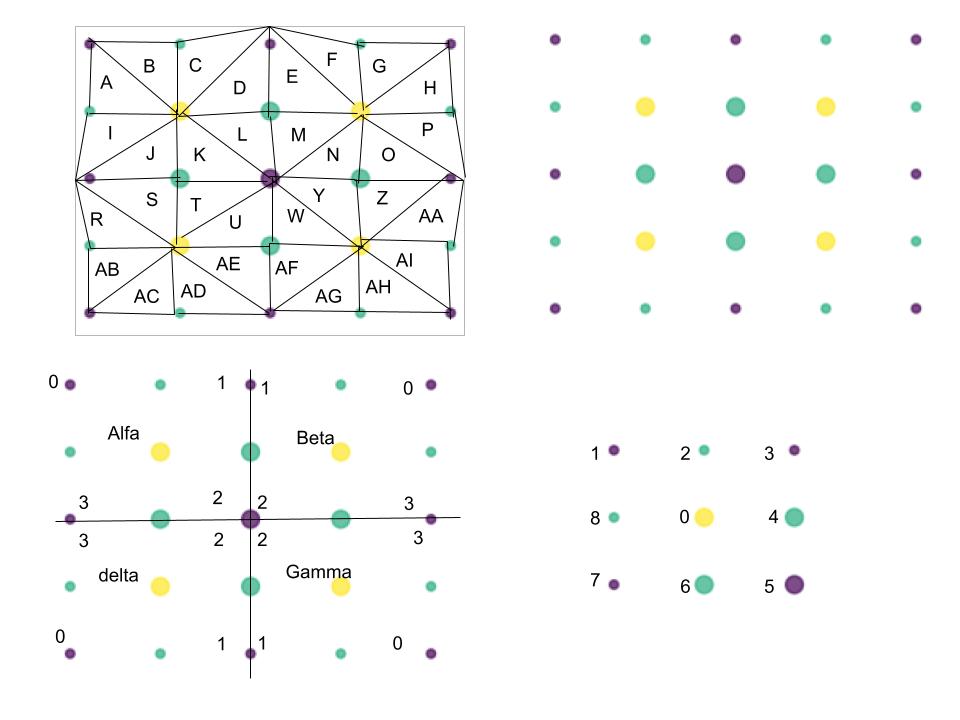 A B C D E F G H
I J K L M N O P
R S T U W Y Z AA
AB AC AD AE AF AG AH AI
0 1 1 0
Alfa Beta
3 2 2 3
3 2 2 3
delta Gamma
0 1 1 0
1 2 3
8 0 4
7 6 5